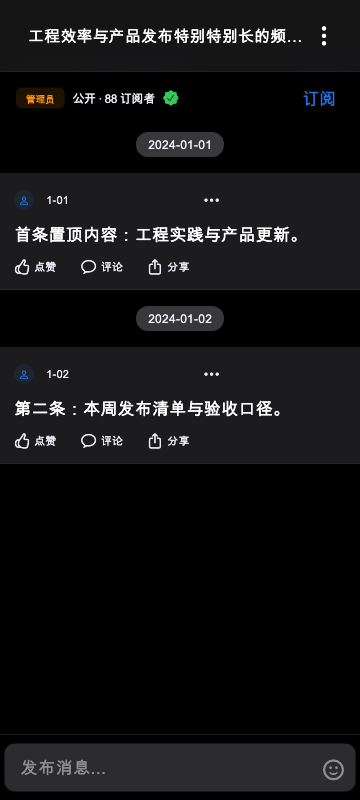 工程效率与产品发布特别特别长的频...
管理员 公开 · 88 订阅者 订阅
2024-01-01
1-01
首条置顶内容：工程实践与产品更新。
点赞 评论 分享
2024-01-02
1-02
第二条：本周发布清单与验收口径。
点赞 评论 分享
发布消息...